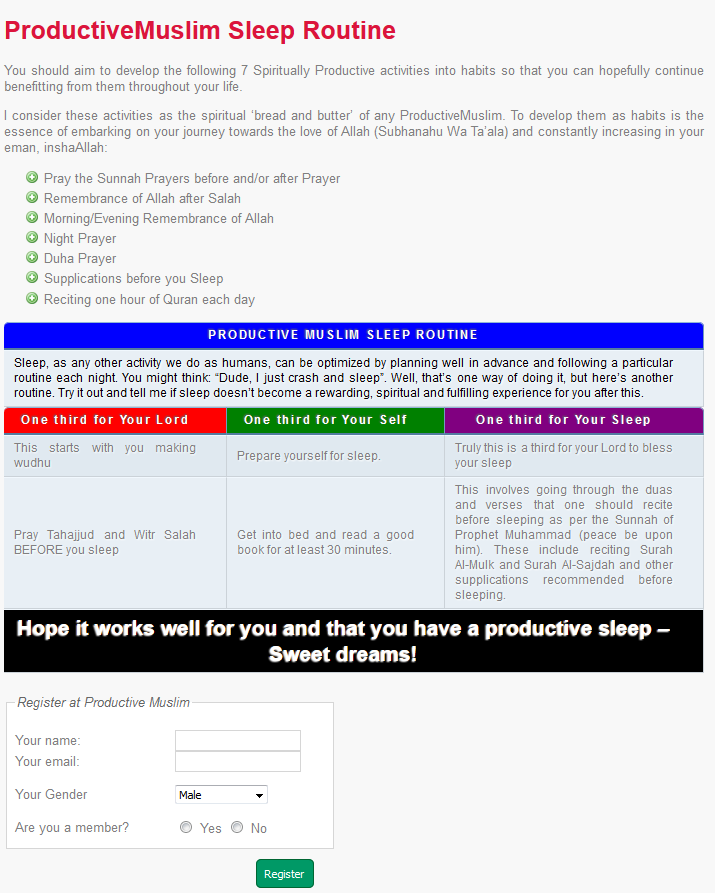 ProductiveMuslim Sleep Routine
You should aim to develop the following 7 Spiritually Productive activities into habits so that you can hopefully continue
benefitting from them throughout your life.
I consider these activities as the spiritual ‘bread and butter’ of any ProductiveMuslim. To develop them as habits is the
essence of embarking on your journey towards the love of Allah (Subhanahu Wa Ta’ala) and constantly increasing in your
eman, inshaAllah:
Pray the Sunnah Prayers before and/or after Prayer
Remembrance of Allah after Salah
Morning/Evening Remembrance of Allah
Night Prayer
Duha Prayer
Supplications before you Sleep
Reciting one hour of Quran each day
PRODUCTIVE MUSLIM SLEEP ROUTINE
Sleep, as any other activity we do as humans, can be optimized by planning well in advance and following a particular
routine each night. You might think: “Dude, I just crash and sleep”. Well, that’s one way of doing it, but here’s another
routine. Try it out and tell me if sleep doesn’t become a rewarding, spiritual and fulfilling experience for you after this.
One third for Your Lord
One third for Your Self
One third for Your Sleep
This starts with you making
wudhu
Prepare yourself for sleep.
Truly this is a third for your Lord to bless
your sleep
Pray Tahajjud and Witr Salah
BEFORE you sleep
Get into bed and read a good
book for at least 30 minutes.
This involves going through the duas
and verses that one should recite
before sleeping as per the Sunnah of
Prophet Muhammad (peace be upon
him). These include reciting Surah
Al-Mulk and Surah Al-Sajdah and other
supplications recommended before
sleeping.
Hope it works well for you and that you have a productive sleep –
Sweet dreams!
Register at Productive Muslim
Your name:
Your email:
Your Gender Male
Are you a member? Yes No
Register